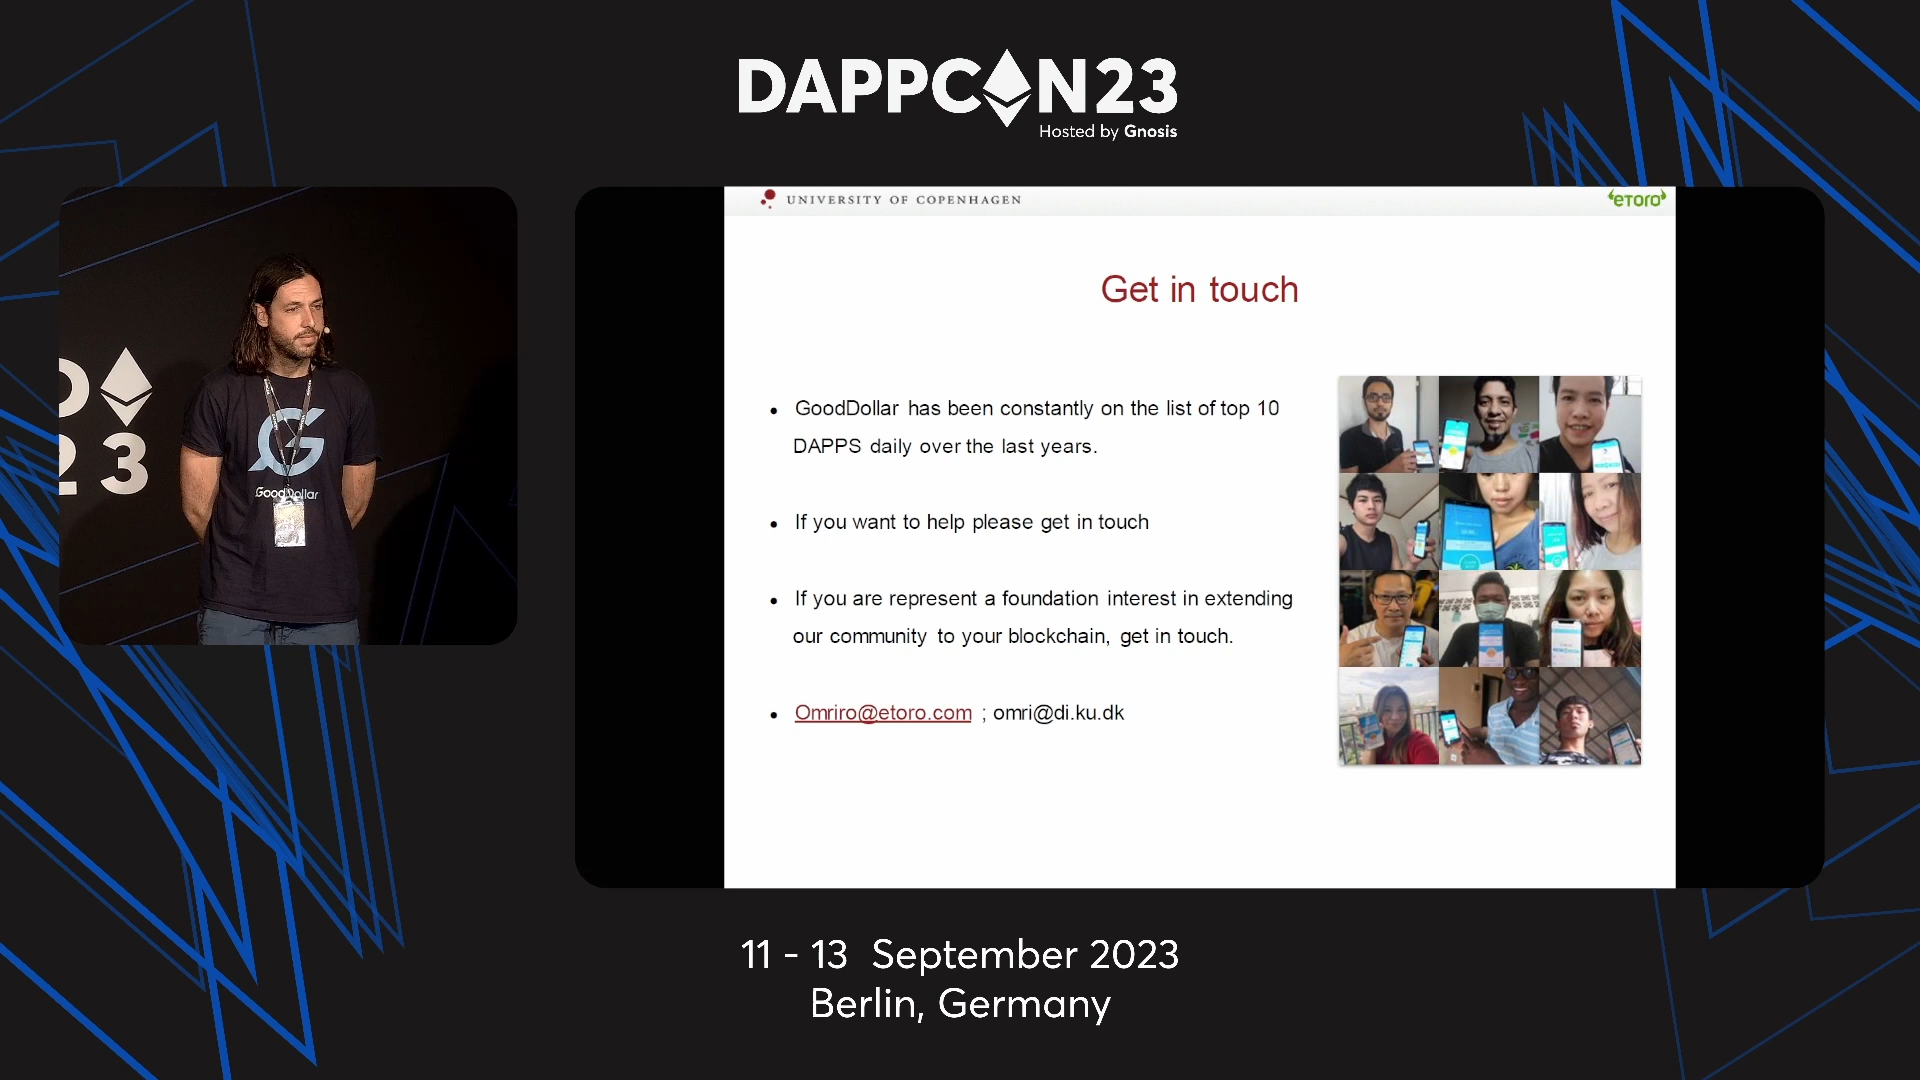 DAPPCON23
Hosted by Gnosis
23
GoodDollar
UNIVERSITY OF COPENHAGEN
eToro
Get in touch
• GoodDollar has been constantly on the list of top 10
DAPPS daily over the last years.
• If you want to help please get in touch
• If you are represent a foundation interest in extending
our community to your blockchain, get in touch.
• Omriro@etoro.com ; omri@di.ku.dk
11 - 13 September 2023
Berlin, Germany